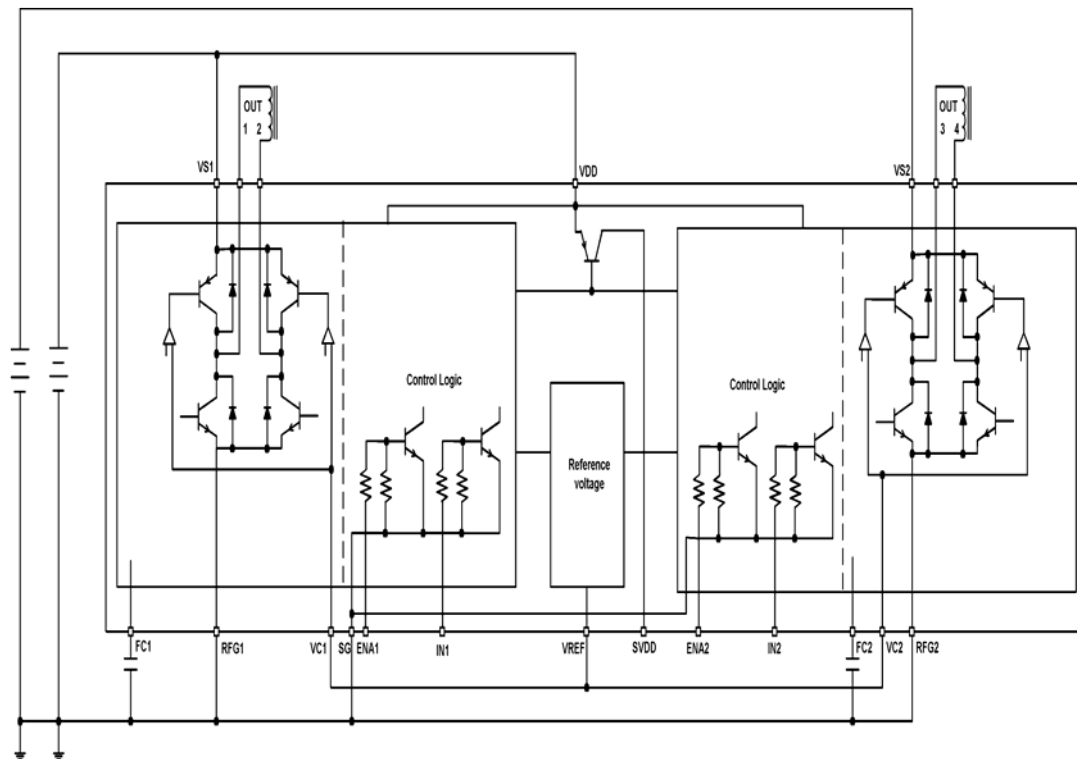 OUT
1 2
OUT
3 4
VS1
VDD
VS2
Control Logic
Control Logic
Reference
voltage
FC1
RFG1
VC1
SG
ENA1
IN1
VREF
SVDD
ENA2
IN2
FC2
VC2
RFG2